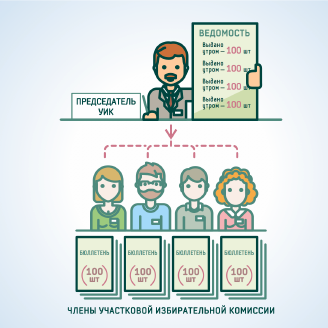 ВЕДОМОСТЬ
Выдано
утром – 100 шт
Выдано
утром – 100 шт
Выдано
утром – 100 шт
Выдано
утром – 100 шт
ПРЕДСЕДАТЕЛЬ
УИК
БЮЛЛЕТЕНЬ
100
ШТ
БЮЛЛЕТЕНЬ
100
ШТ
БЮЛЛЕТЕНЬ
100
ШТ
БЮЛЛЕТЕНЬ
100
ШТ
ЧЛЕНЫ УЧАСТКОВОЙ ИЗБИРАТЕЛЬНОЙ КОМИССИИ